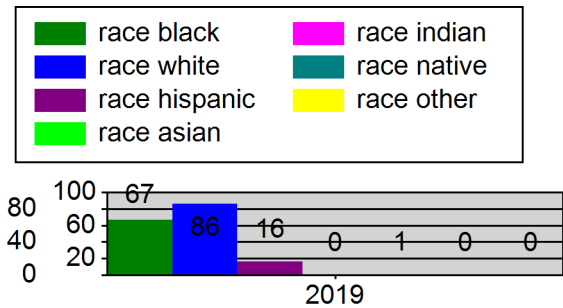 race black race indian
race white race native
race hispanic race other
race asian
100
80
60
40
20
0
67 86 16 0 1 0 0
2019